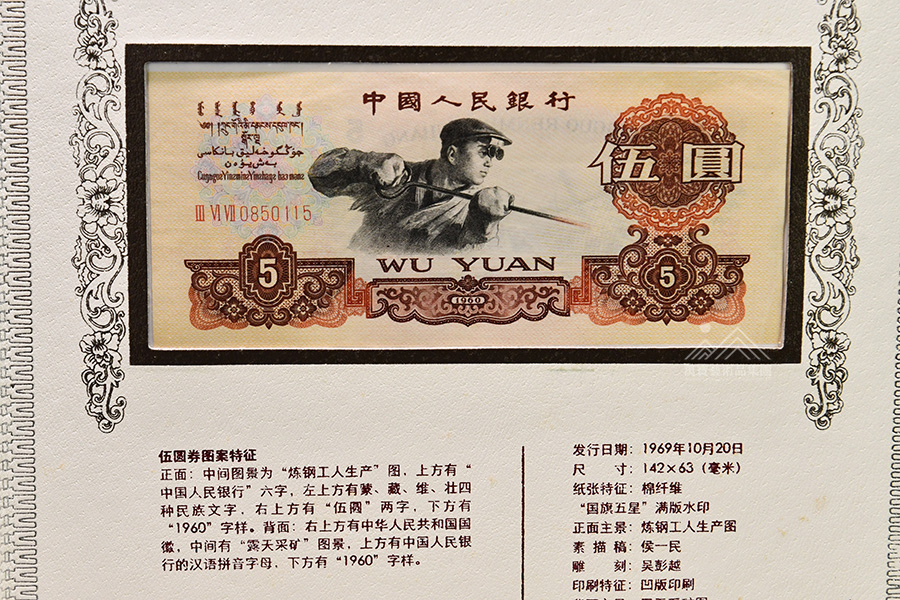 中國人民銀行
جۇڭگوخەلىق بانكاسى
بەش يۈەن
伍圓
Ⅲ Ⅵ Ⅶ 0850115
5
WU YUAN
5
1960
伍圆券图案特征
正面：中间图景为“炼钢工人生产”图，上方有“
中国人民银行”六字，左上方有蒙、藏、维、壮四
种民族文字，右上方有“伍圆”两字，下方有
“1960”字样。背面：右上方有中华人民共和国国
徽，中间有“露天采矿”图景，上方有中国人民银
行的汉语拼音字母，下方有“1960”字样。
发行日期：1969年10月20日
尺　　寸：142×63（毫米）
纸张特征：棉纤维
“国旗五星”满版水印
正面主景：炼钢工人生产图
素 描 稿：侯一民
雕　　刻：吴彭越
印刷特征：凹版印刷